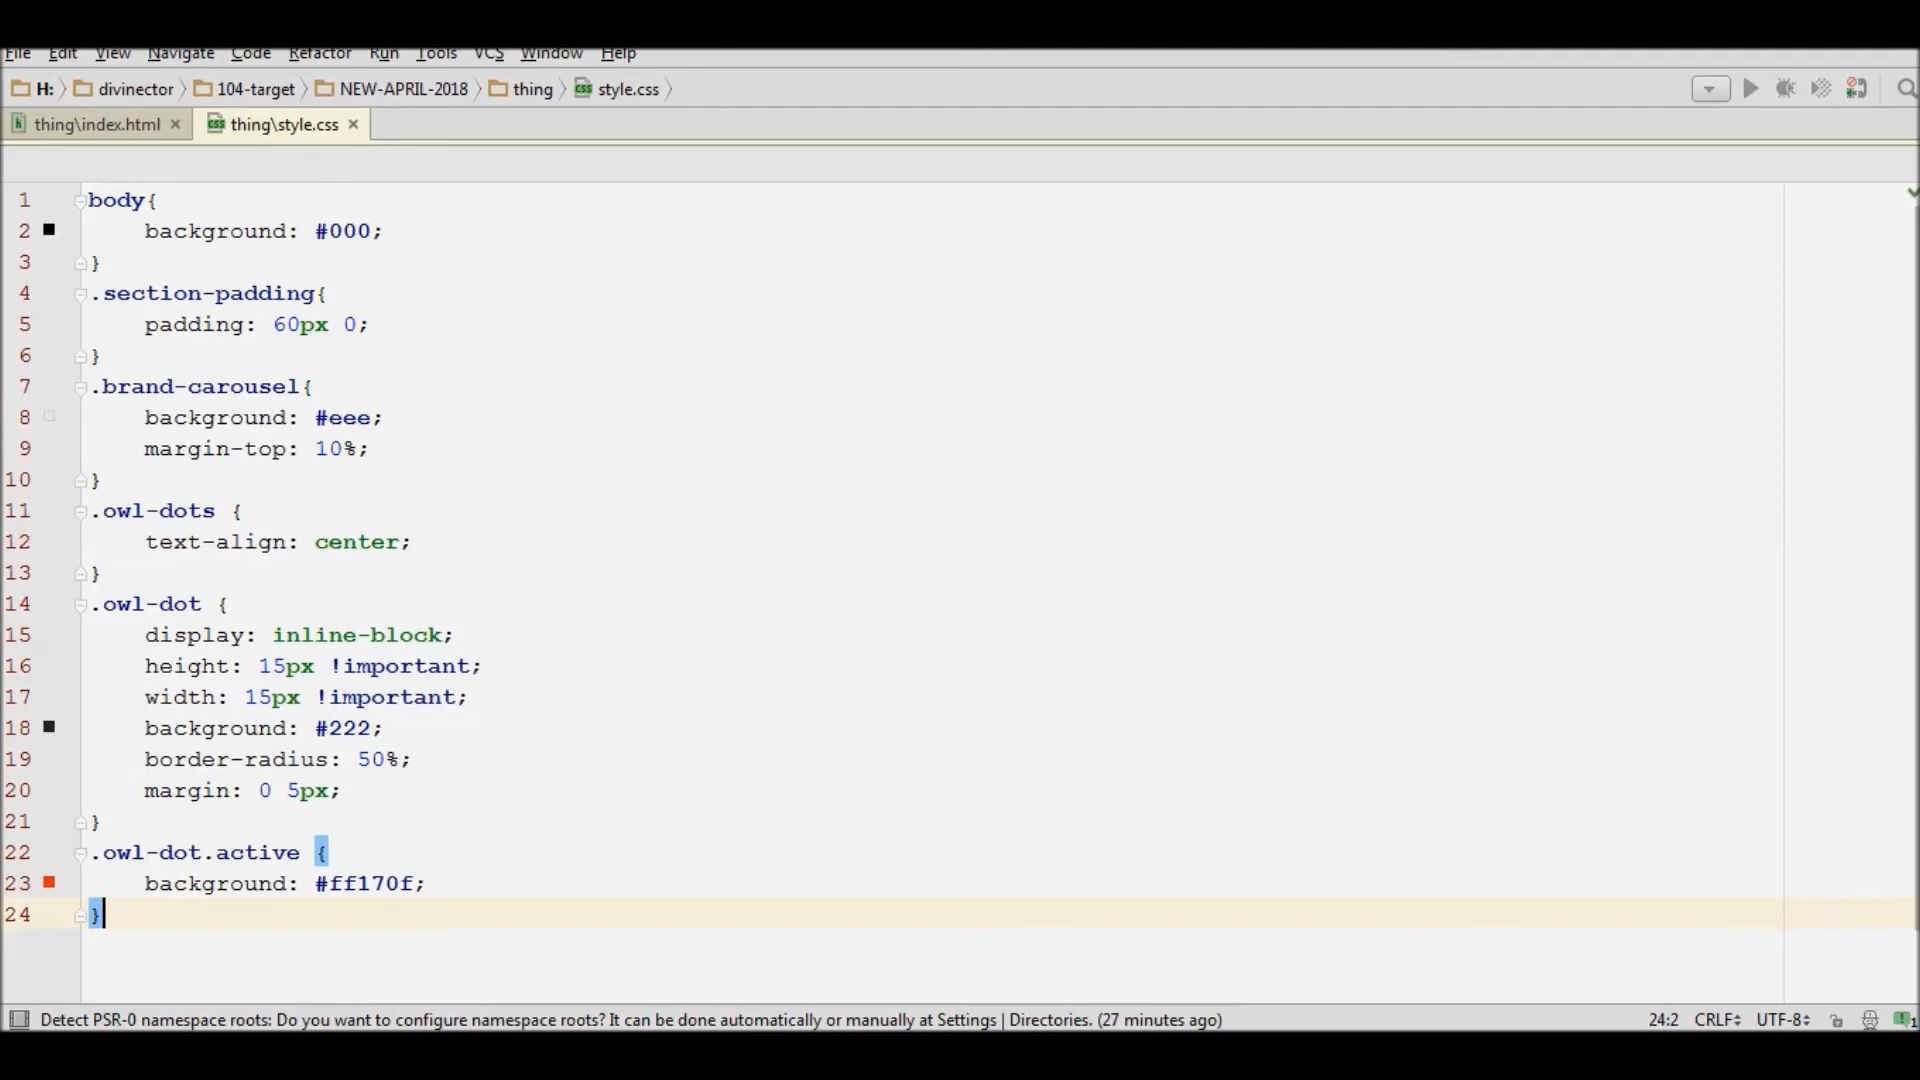 File Edit View Navigate Code Refactor Run Tools VCS Window Help
H: divinector 104-target NEW-APRIL-2018 thing style.css
thing\index.html thing\style.css
1 body{
2 background: #000;
3 }
4 .section-padding{
5 padding: 60px 0;
6 }
7 .brand-carousel{
8 background: #eee;
9 margin-top: 10%;
10 }
11 .owl-dots {
12 text-align: center;
13 }
14 .owl-dot {
15 display: inline-block;
16 height: 15px !important;
17 width: 15px !important;
18 background: #222;
19 border-radius: 50%;
20 margin: 0 5px;
21 }
22 .owl-dot.active {
23 background: #ff170f;
24 }
Detect PSR-0 namespace roots: Do you want to configure namespace roots? It can be done automatically or manually at Settings | Directories. (27 minutes ago) 24:2 CRLF UTF-8 1